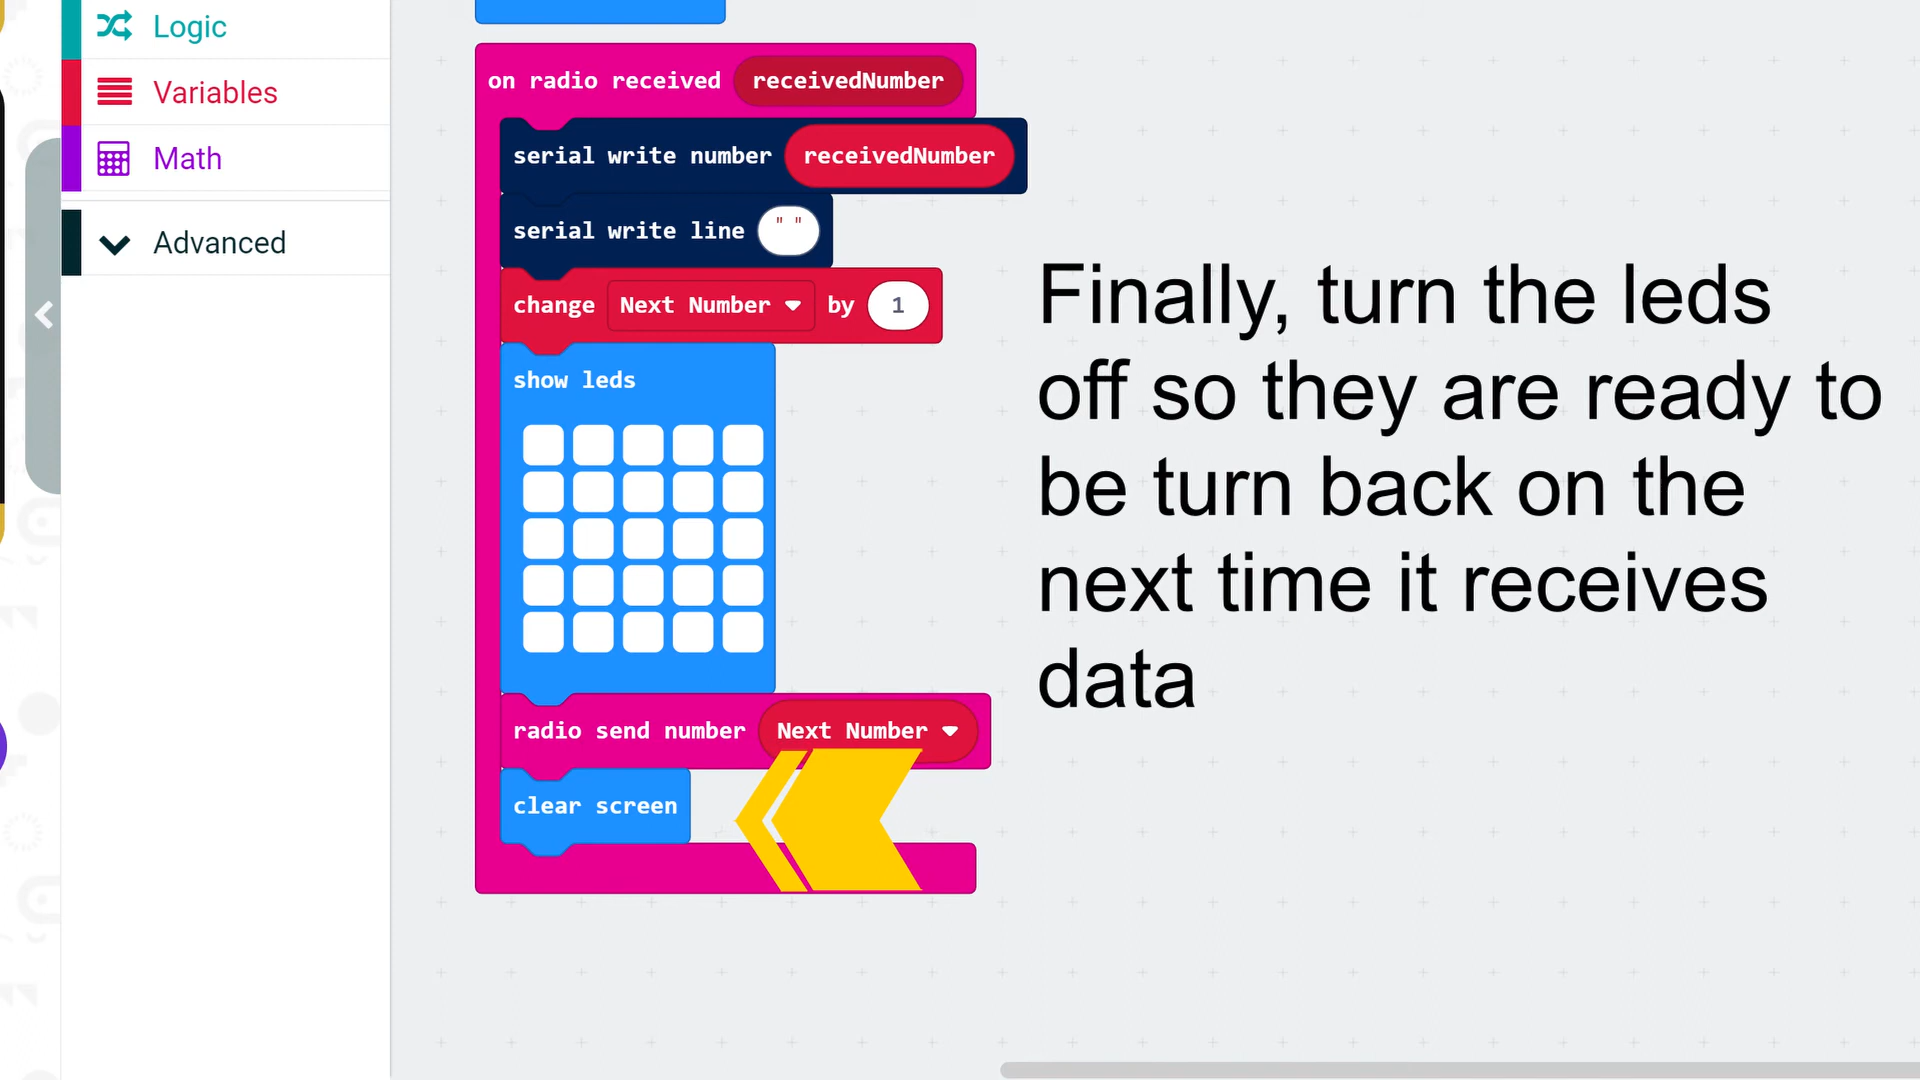 Logic
Variables
Math
Advanced
on radio received receivedNumber
serial write number receivedNumber
serial write line " "
change Next Number by 1
show leds
radio send number Next Number
clear screen
Finally, turn the leds
off so they are ready to
be turn back on the
next time it receives
data